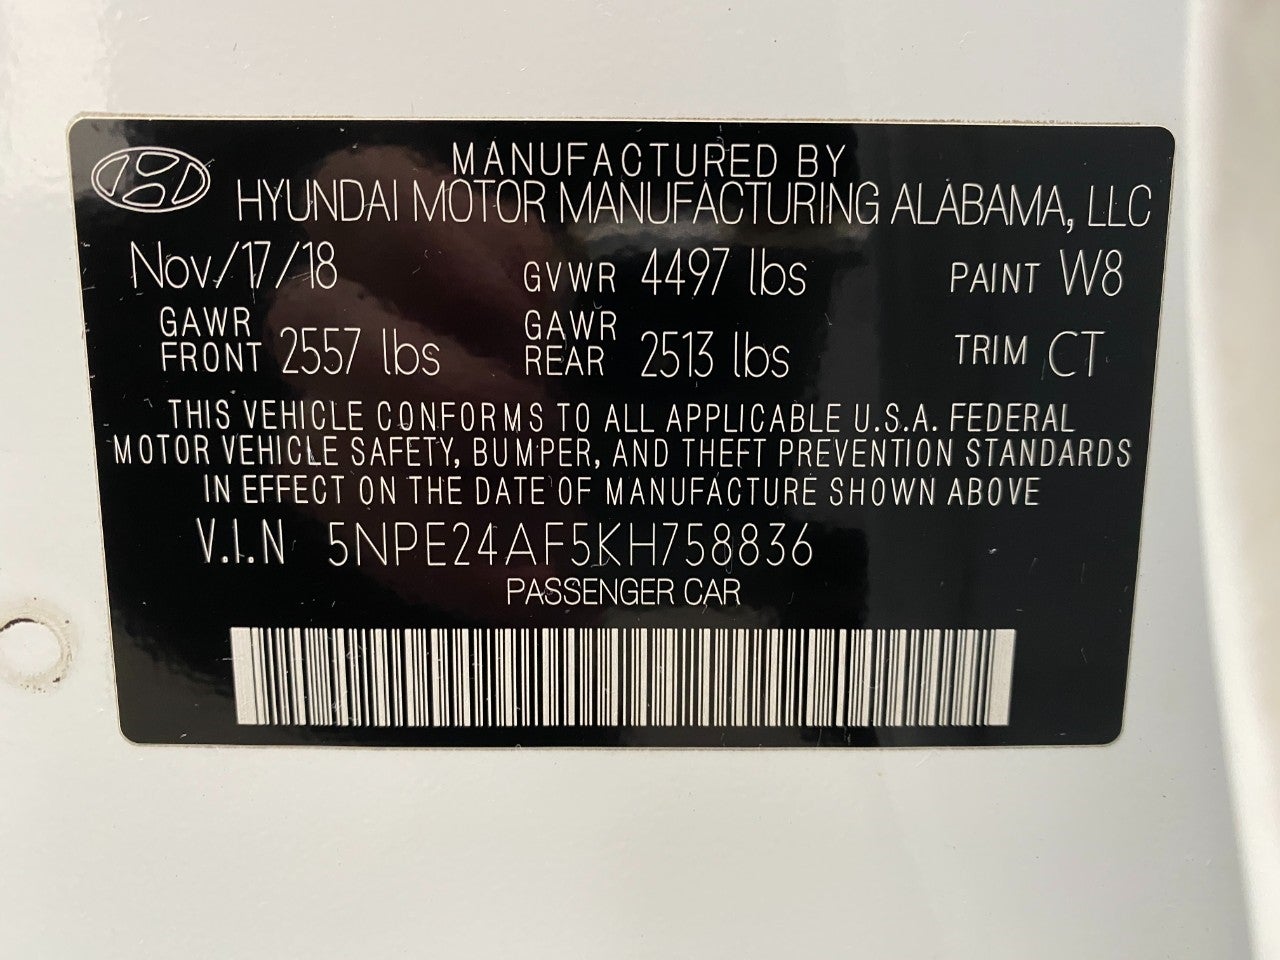 MANUFACTURED BY
HYUNDAI MOTOR MANUFACTURING ALABAMA, LLC
Nov/17/18 GVWR 4497 lbs PAINT W8
GAWR FRONT 2557 lbs GAWR REAR 2513 lbs TRIM CT
THIS VEHICLE CONFORMS TO ALL APPLICABLE U.S.A. FEDERAL
MOTOR VEHICLE SAFETY, BUMPER, AND THEFT PREVENTION STANDARDS
IN EFFECT ON THE DATE OF MANUFACTURE SHOWN ABOVE
V.I.N 5NPE24AF5KH758836
PASSENGER CAR